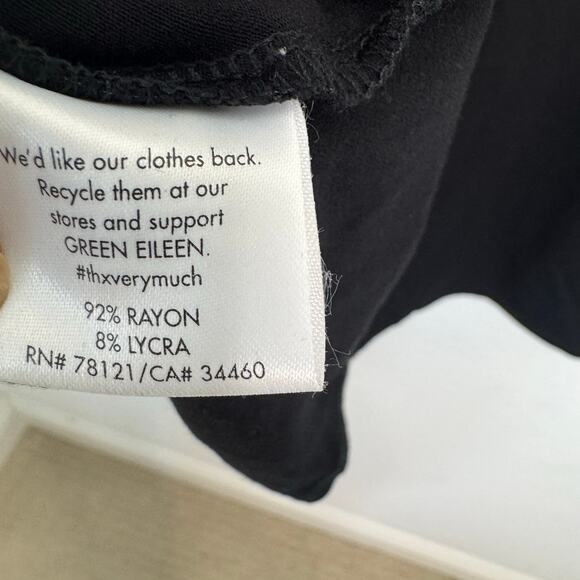 We'd like our clothes back.
Recycle them at our
stores and support
GREEN EILEEN.
#thxverymuch
92% RAYON
8% LYCRA
RN# 78121/CA# 34460